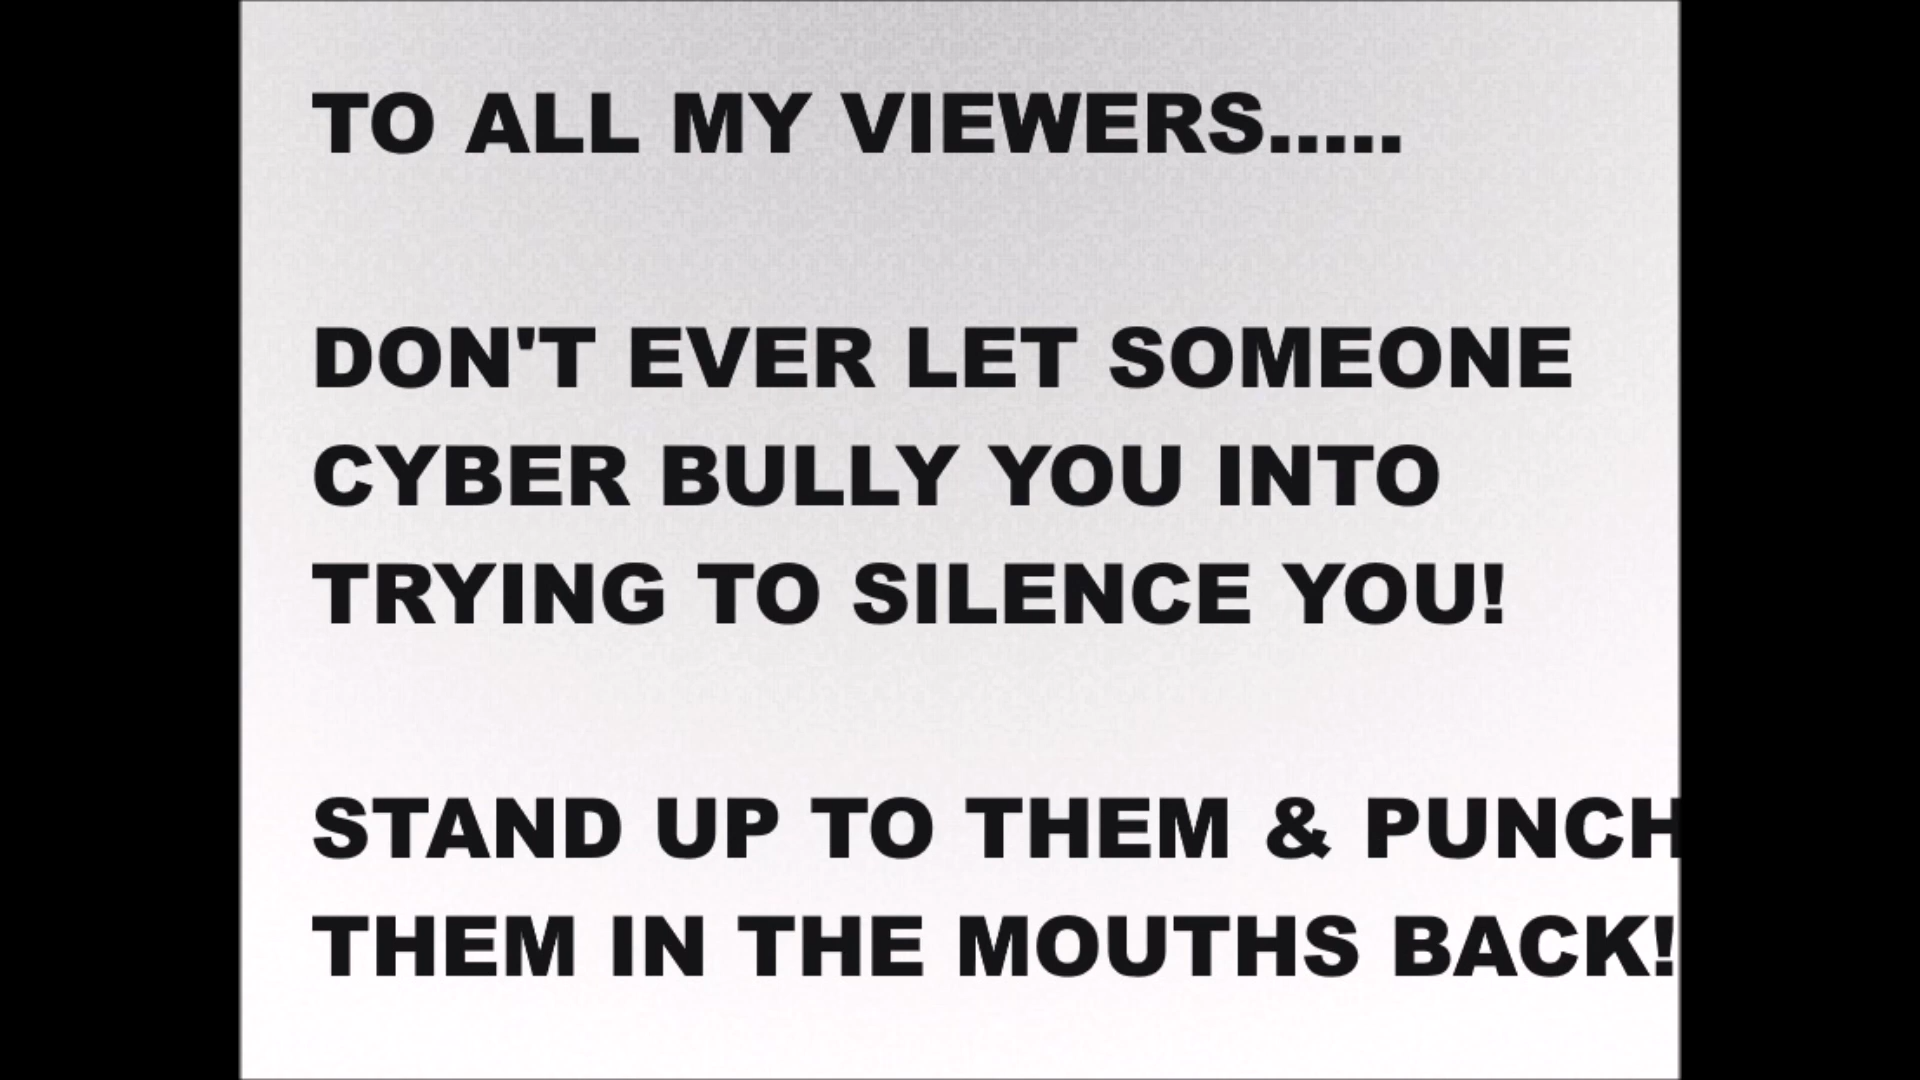 TO ALL MY VIEWERS.....
DON'T EVER LET SOMEONE
CYBER BULLY YOU INTO
TRYING TO SILENCE YOU!
STAND UP TO THEM & PUNCH
THEM IN THE MOUTHS BACK!